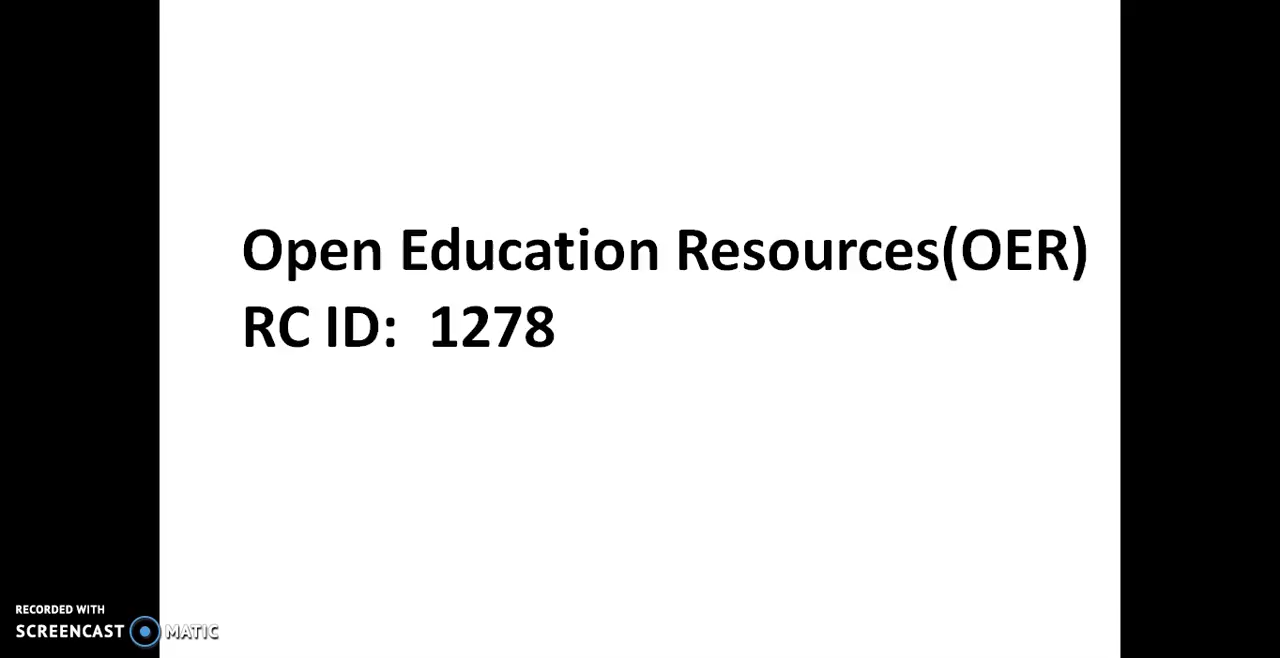 Open Education Resources(OER)
RC ID: 1278
RECORDED WITH
SCREENCAST MATIC